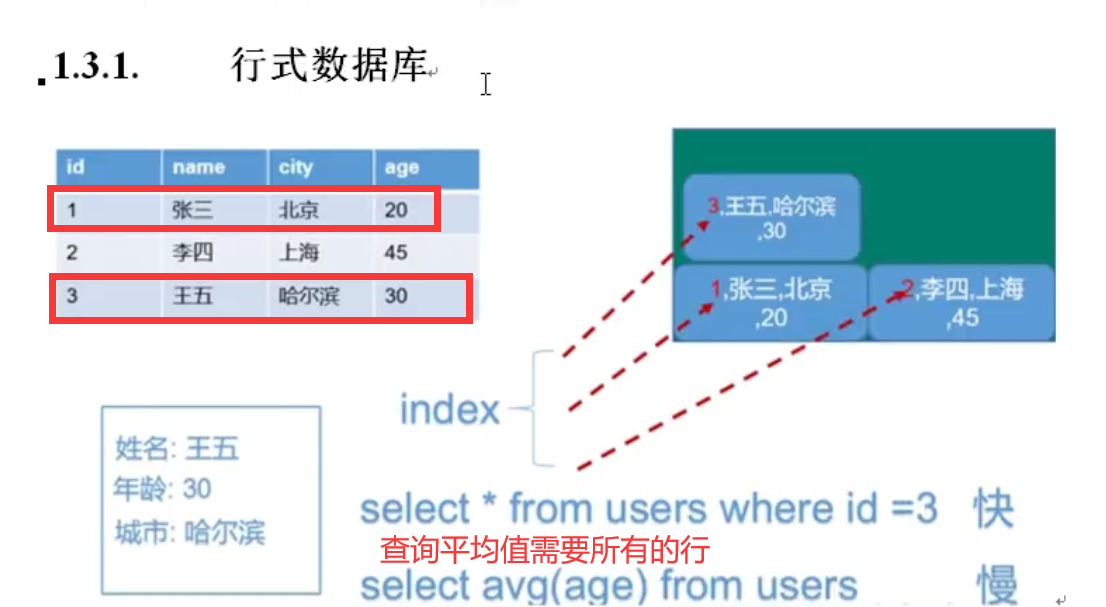 1.3.1. 行式数据库
id name city age
1 张三 北京 20
2 李四 上海 45
3 王五 哈尔滨 30
3,王五,哈尔滨
,30
1,张三,北京
,20
2,李四,上海
,45
index
姓名: 王五
年龄: 30
城市: 哈尔滨
select * from users where id =3 快
查询平均值需要所有的行
select avg(age) from users 慢